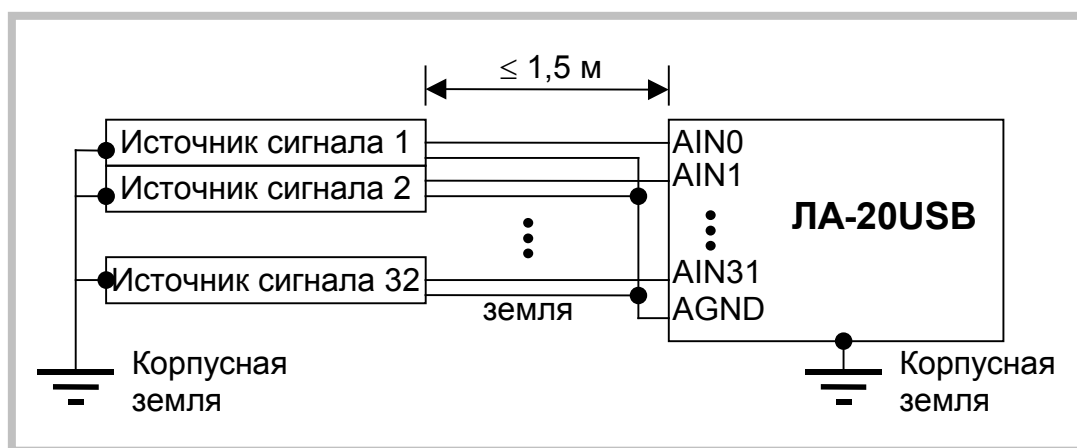 ≤ 1,5 м
Источник сигнала 1
Источник сигнала 2
Источник сигнала 32
земля
AIN0
AIN1
AIN31
AGND
ЛА-20USB
Корпусная
земля
Корпусная
земля